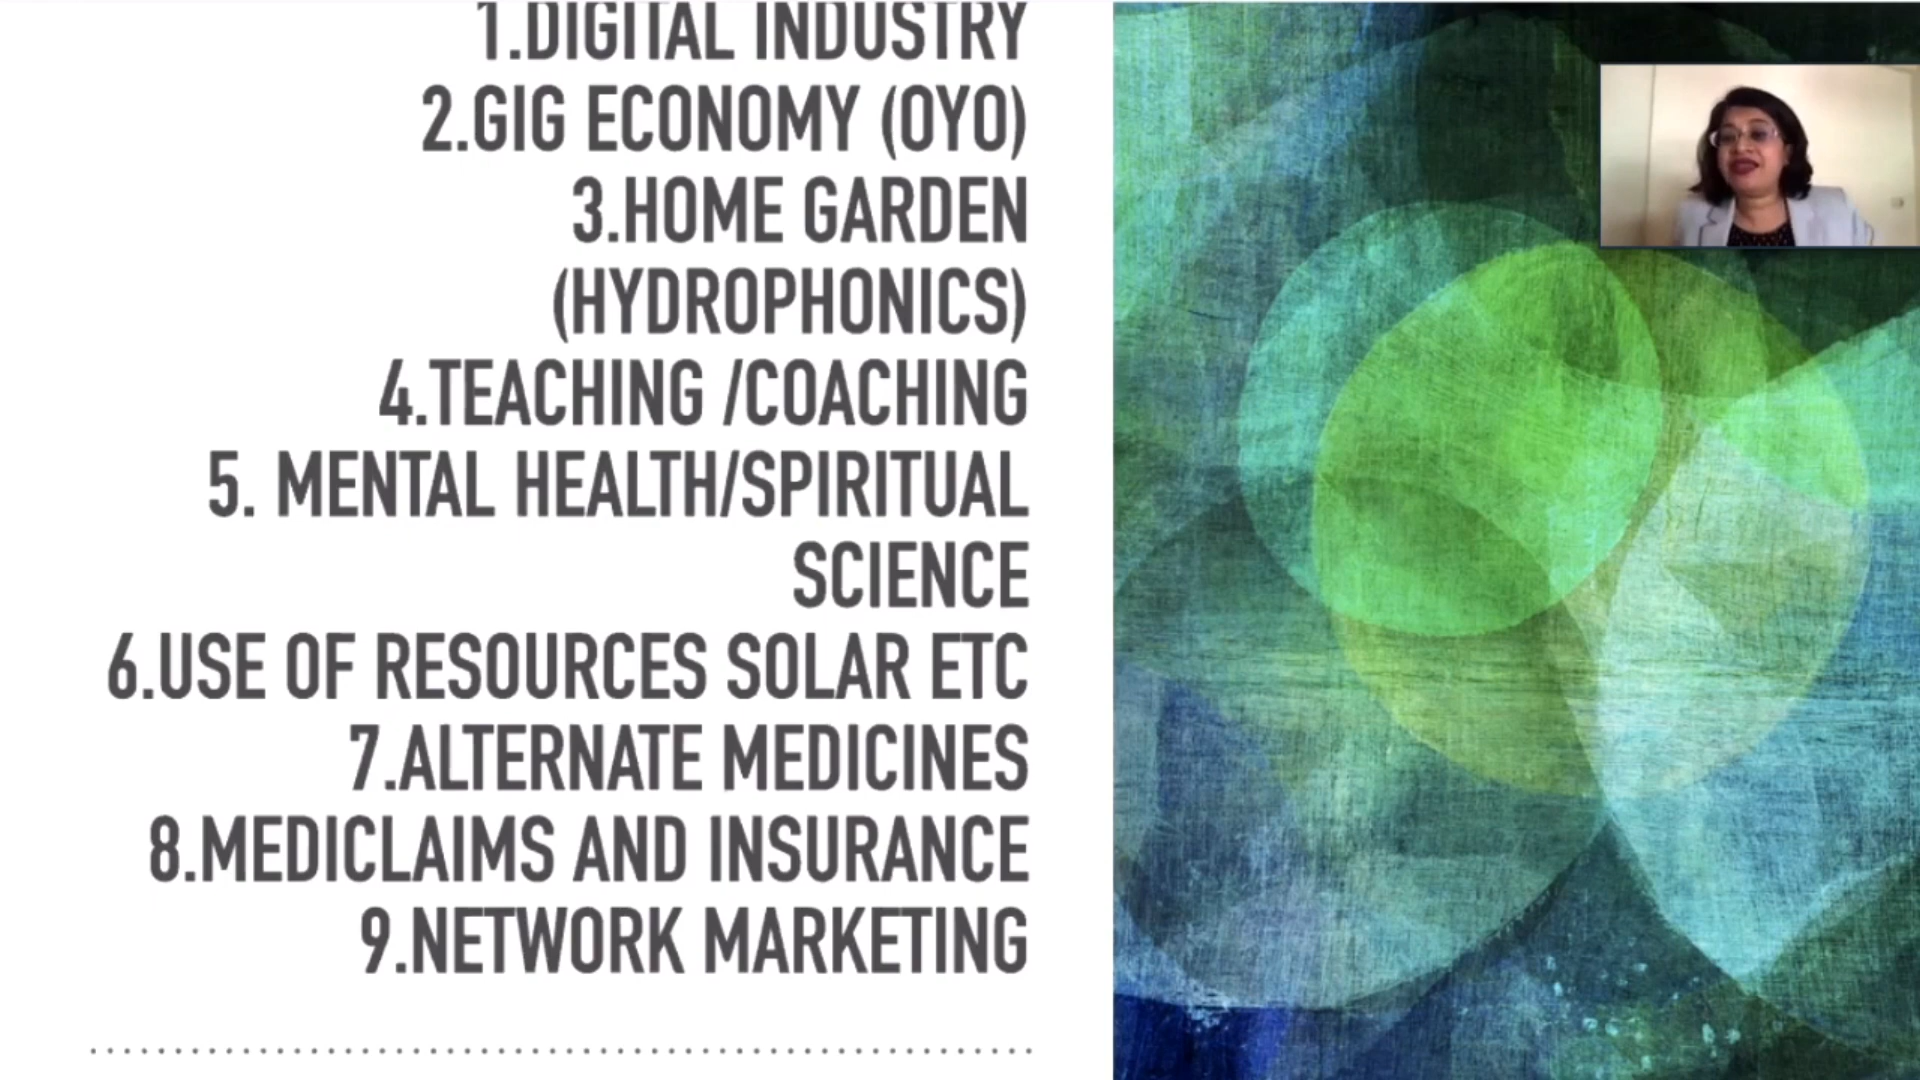 1.DIGITAL INDUSTRY
2.GIG ECONOMY (OYO)
3.HOME GARDEN
(HYDROPHONICS)
4.TEACHING /COACHING
5. MENTAL HEALTH/SPIRITUAL
SCIENCE
6.USE OF RESOURCES SOLAR ETC
7.ALTERNATE MEDICINES
8.MEDICLAIMS AND INSURANCE
9.NETWORK MARKETING